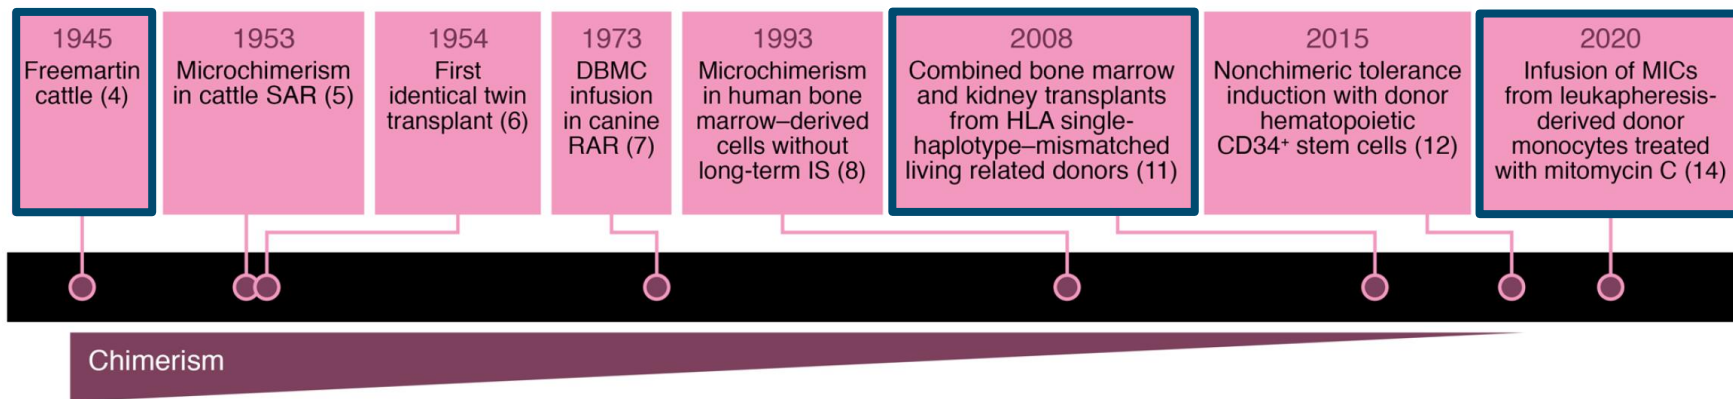 1945
Freemartin
cattle (4)
1953
Microchimerism
in cattle SAR (5)
1954
First
identical twin
transplant (6)
1973
DBMC
infusion
in canine
RAR (7)
1993
Microchimerism
in human bone
marrow–derived
cells without
long-term IS (8)
2008
Combined bone marrow
and kidney transplants
from HLA single-
haplotype–mismatched
living related donors (11)
2015
Nonchimeric tolerance
induction with donor
hematopoietic
CD34⁺ stem cells (12)
2020
Infusion of MICs
from leukapheresis-
derived donor
monocytes treated
with mitomycin C (14)
Chimerism